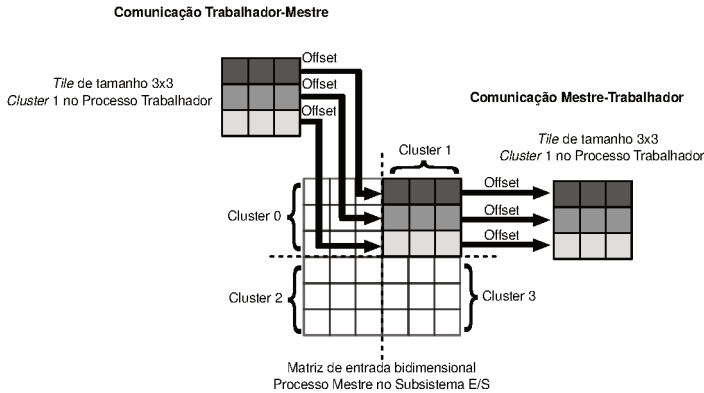 Comunicação Trabalhador-Mestre
Offset
Tile de tamanho 3x3
Cluster 1 no Processo Trabalhador
Offset
Offset
Comunicação Mestre-Trabalhador
Tile de tamanho 3x3
Cluster 1 no Processo Trabalhador
Cluster 1
Offset
Cluster 0
Offset
Offset
Cluster 2
Cluster 3
Matriz de entrada bidimensional
Processo Mestre no Subsistema E/S